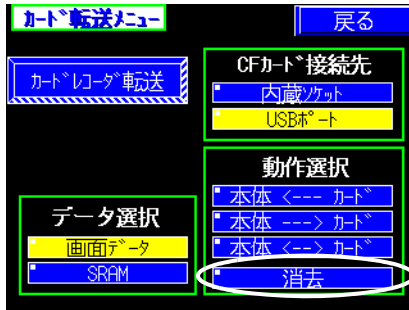 カード転送メニュー
戻る
カードレコーダ転送
CFカード接続先
内蔵ソケット
USBポート
動作選択
本体 <--- カード
本体 ---> カード
本体 <--> カード
消去
データ選択
画面データ
SRAM